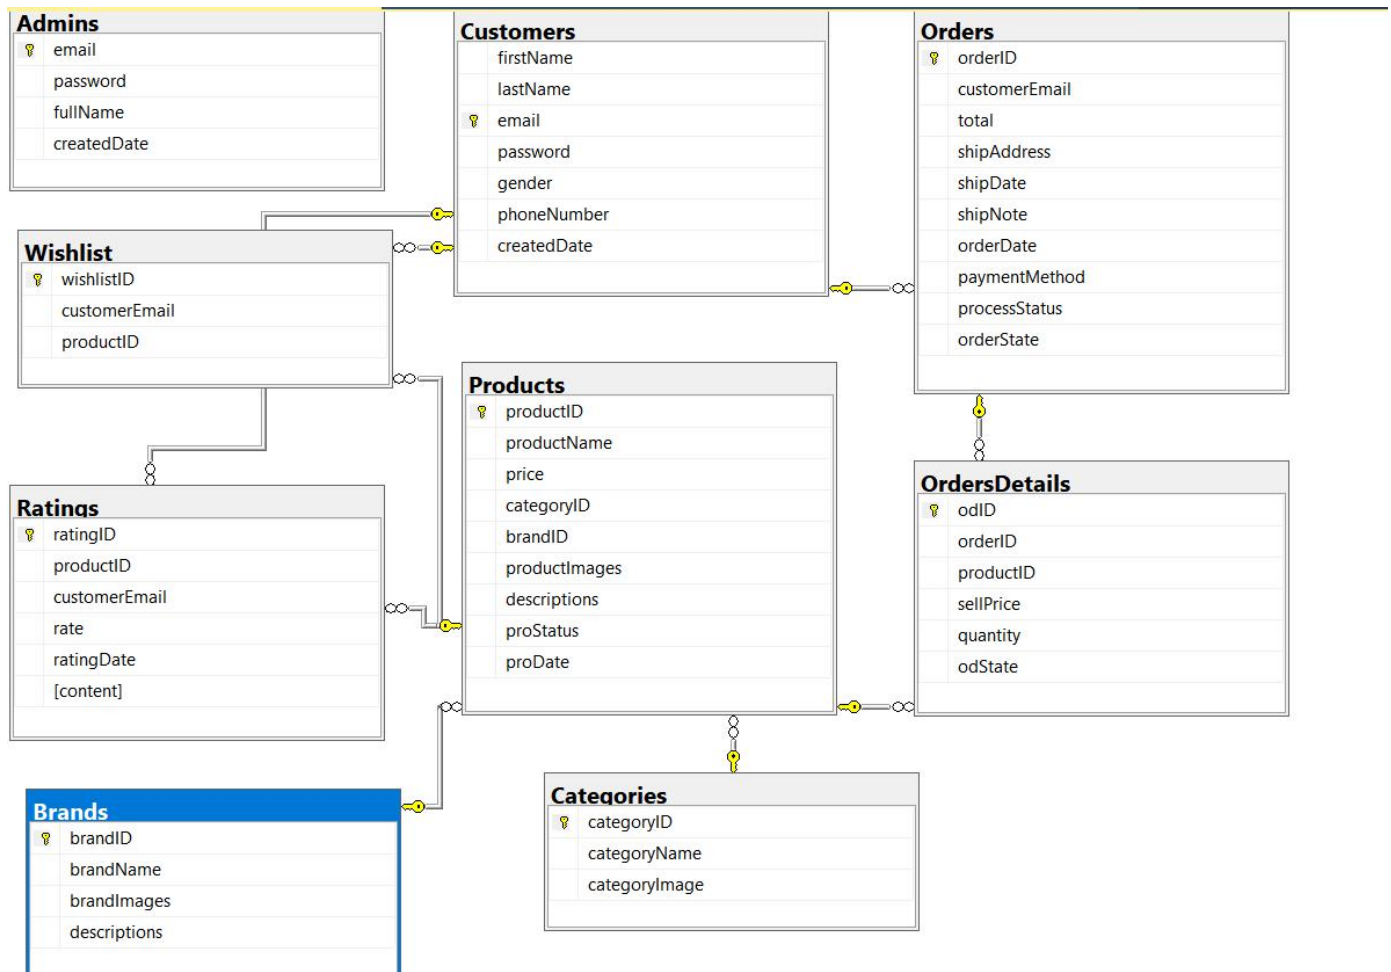 Admins
email
password
fullName
createdDate
Customers
firstName
lastName
email
password
gender
phoneNumber
createdDate
Orders
orderID
customerEmail
total
shipAddress
shipDate
shipNote
orderDate
paymentMethod
processStatus
orderState
Wishlist
wishlistID
customerEmail
productID
Products
productID
productName
price
categoryID
brandID
productImages
descriptions
proStatus
proDate
Ratings
ratingID
productID
customerEmail
rate
ratingDate
[content]
OrdersDetails
odID
orderID
productID
sellPrice
quantity
odState
Brands
brandID
brandName
brandImages
descriptions
Categories
categoryID
categoryName
categoryImage